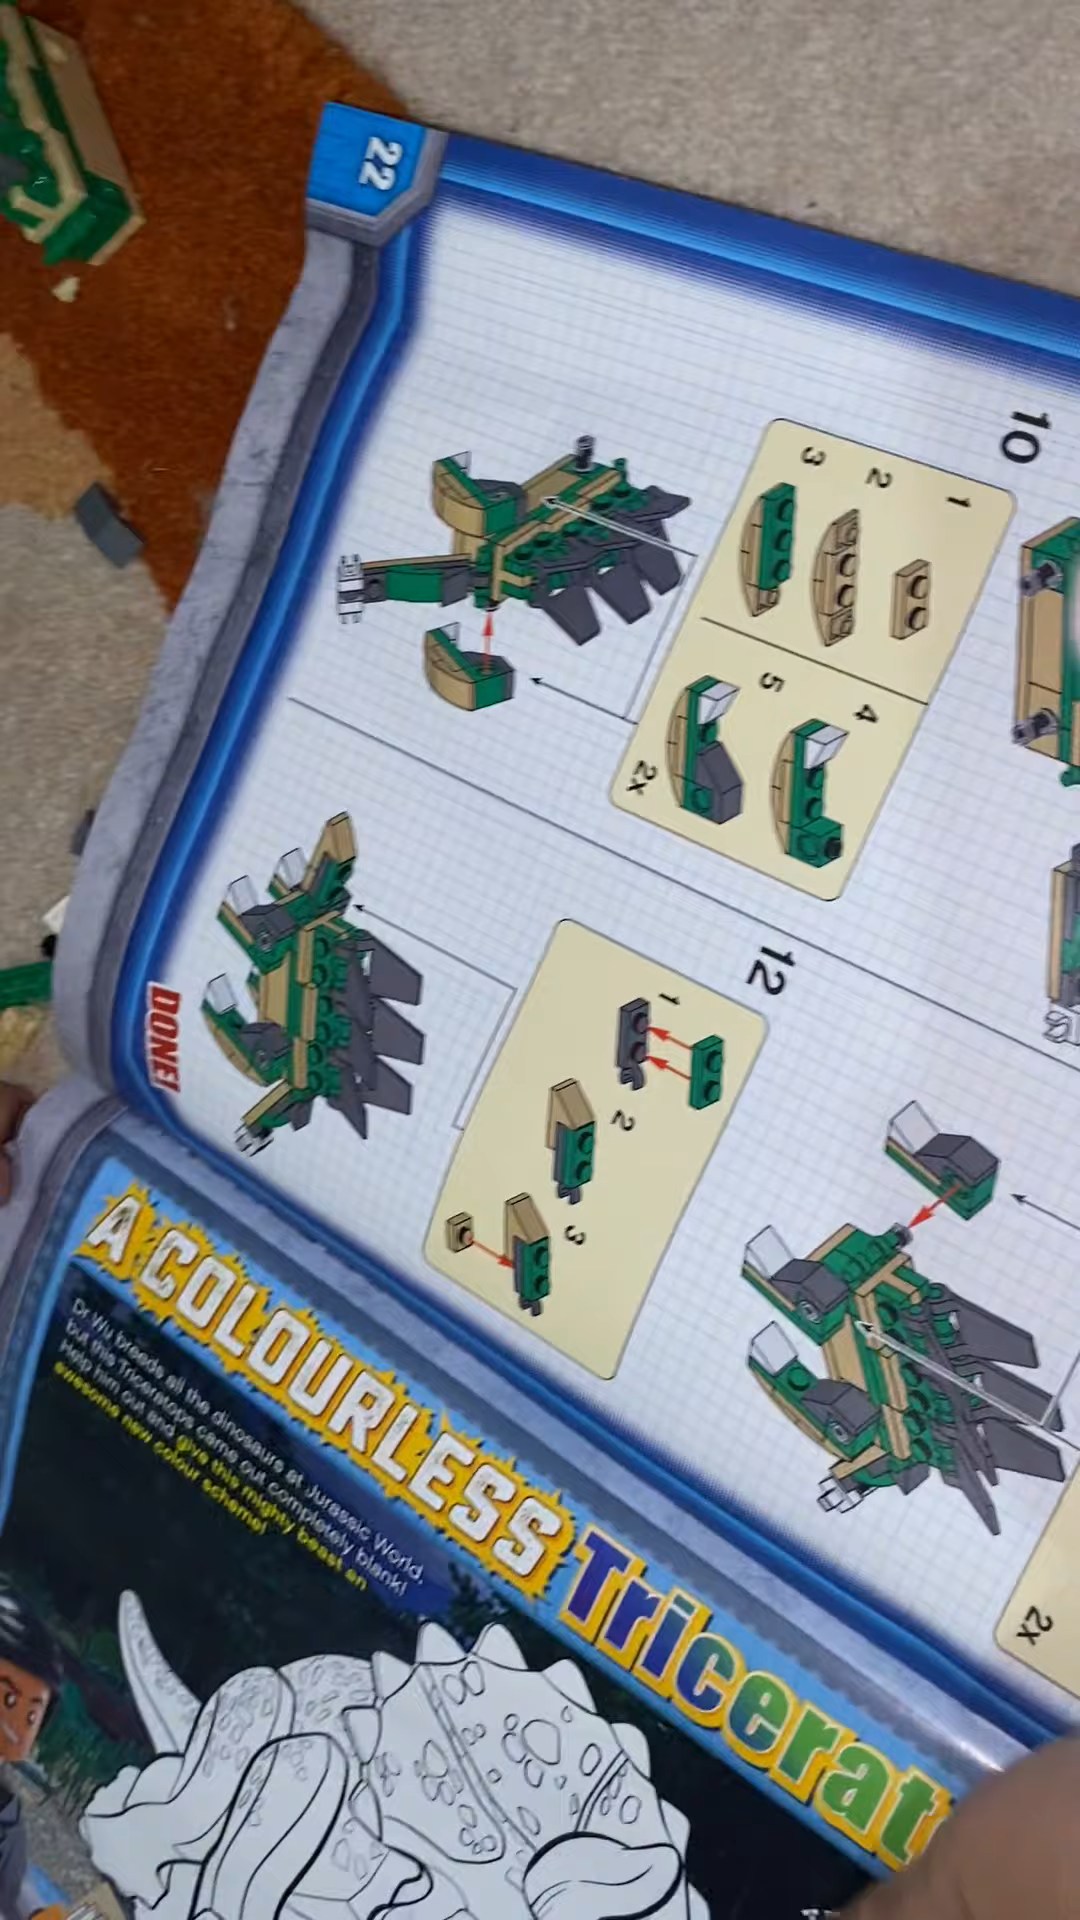 22
10
1
2
3
4
5
2x
12
1
2
3
2x
DONE!
A COLOURLESS Tricerat
Dr Wu breeds all the dinosaurs at Jurassic World,
but this Triceratops came out completely blank!
Help him out and give this mighty beast an
awesome new colour scheme!